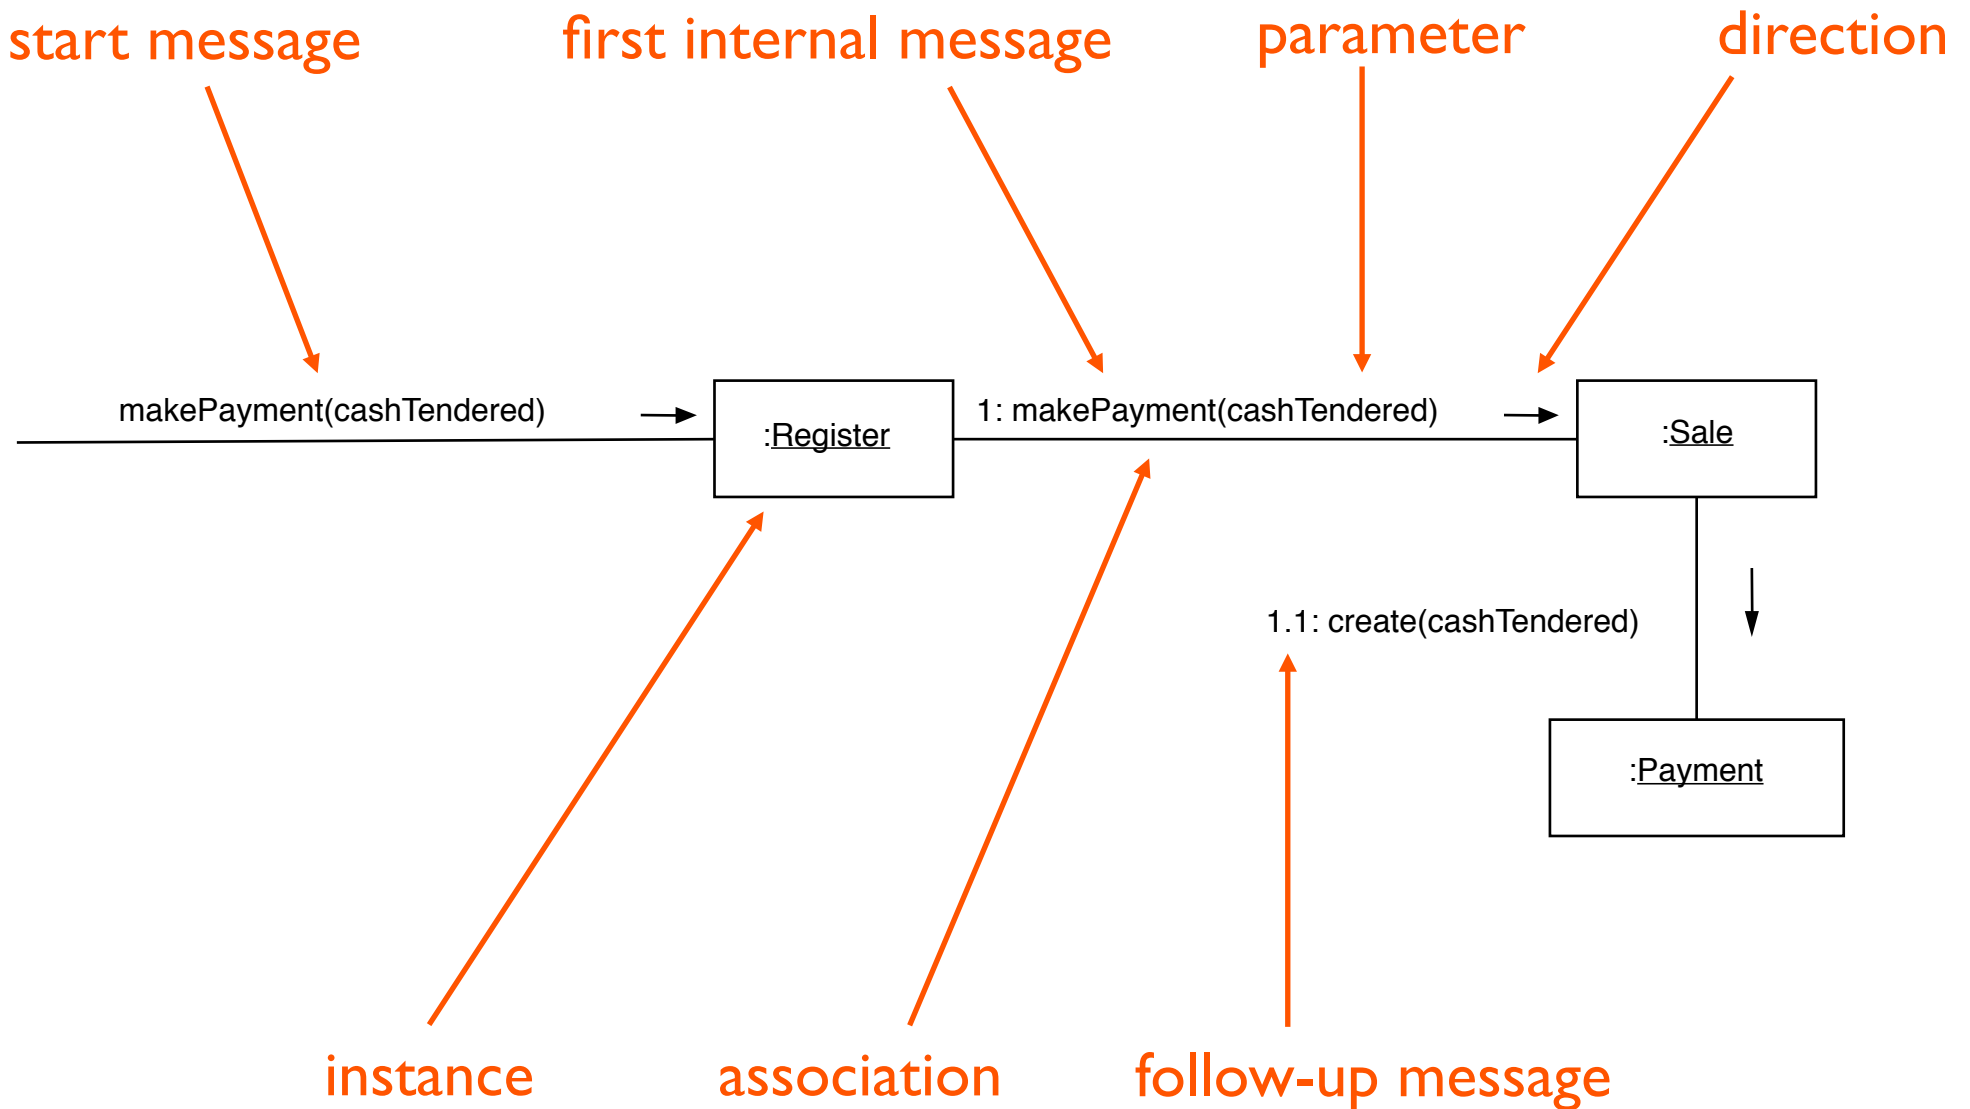 start message
first internal message
parameter
direction
makePayment(cashTendered)
:Register
1: makePayment(cashTendered)
:Sale
1.1: create(cashTendered)
:Payment
instance
association
follow-up message